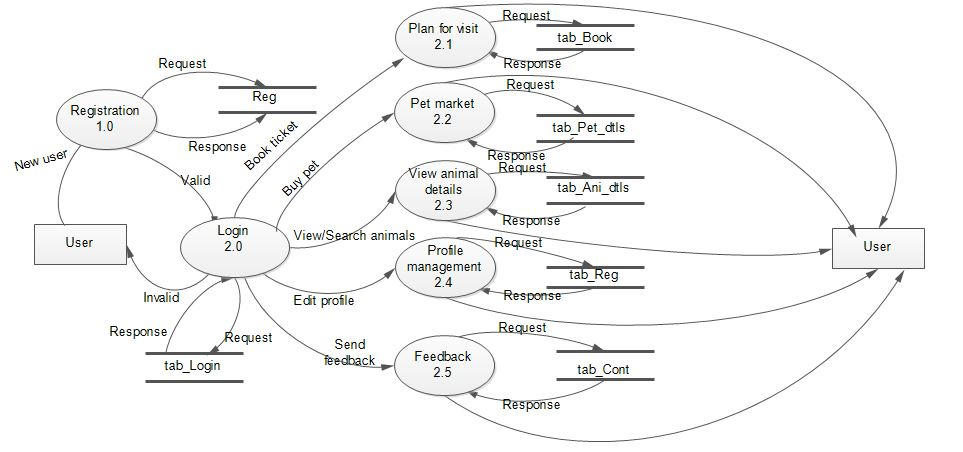 Request
Reg
Registration
1.0
Response
New user
Valid
User
Login
2.0
Invalid
Response
Request
tab_Login
Book ticket
Buy pet
View/Search animals
Edit profile
Send
feedback
Plan for visit
2.1
Request
tab_Book
Response
Pet market
2.2
Request
tab_Pet_dtls
Response
View animal
details
2.3
Request
tab_Ani_dtls
Response
Profile
management
2.4
Request
tab_Reg
Response
Feedback
2.5
Request
tab_Cont
Response
User